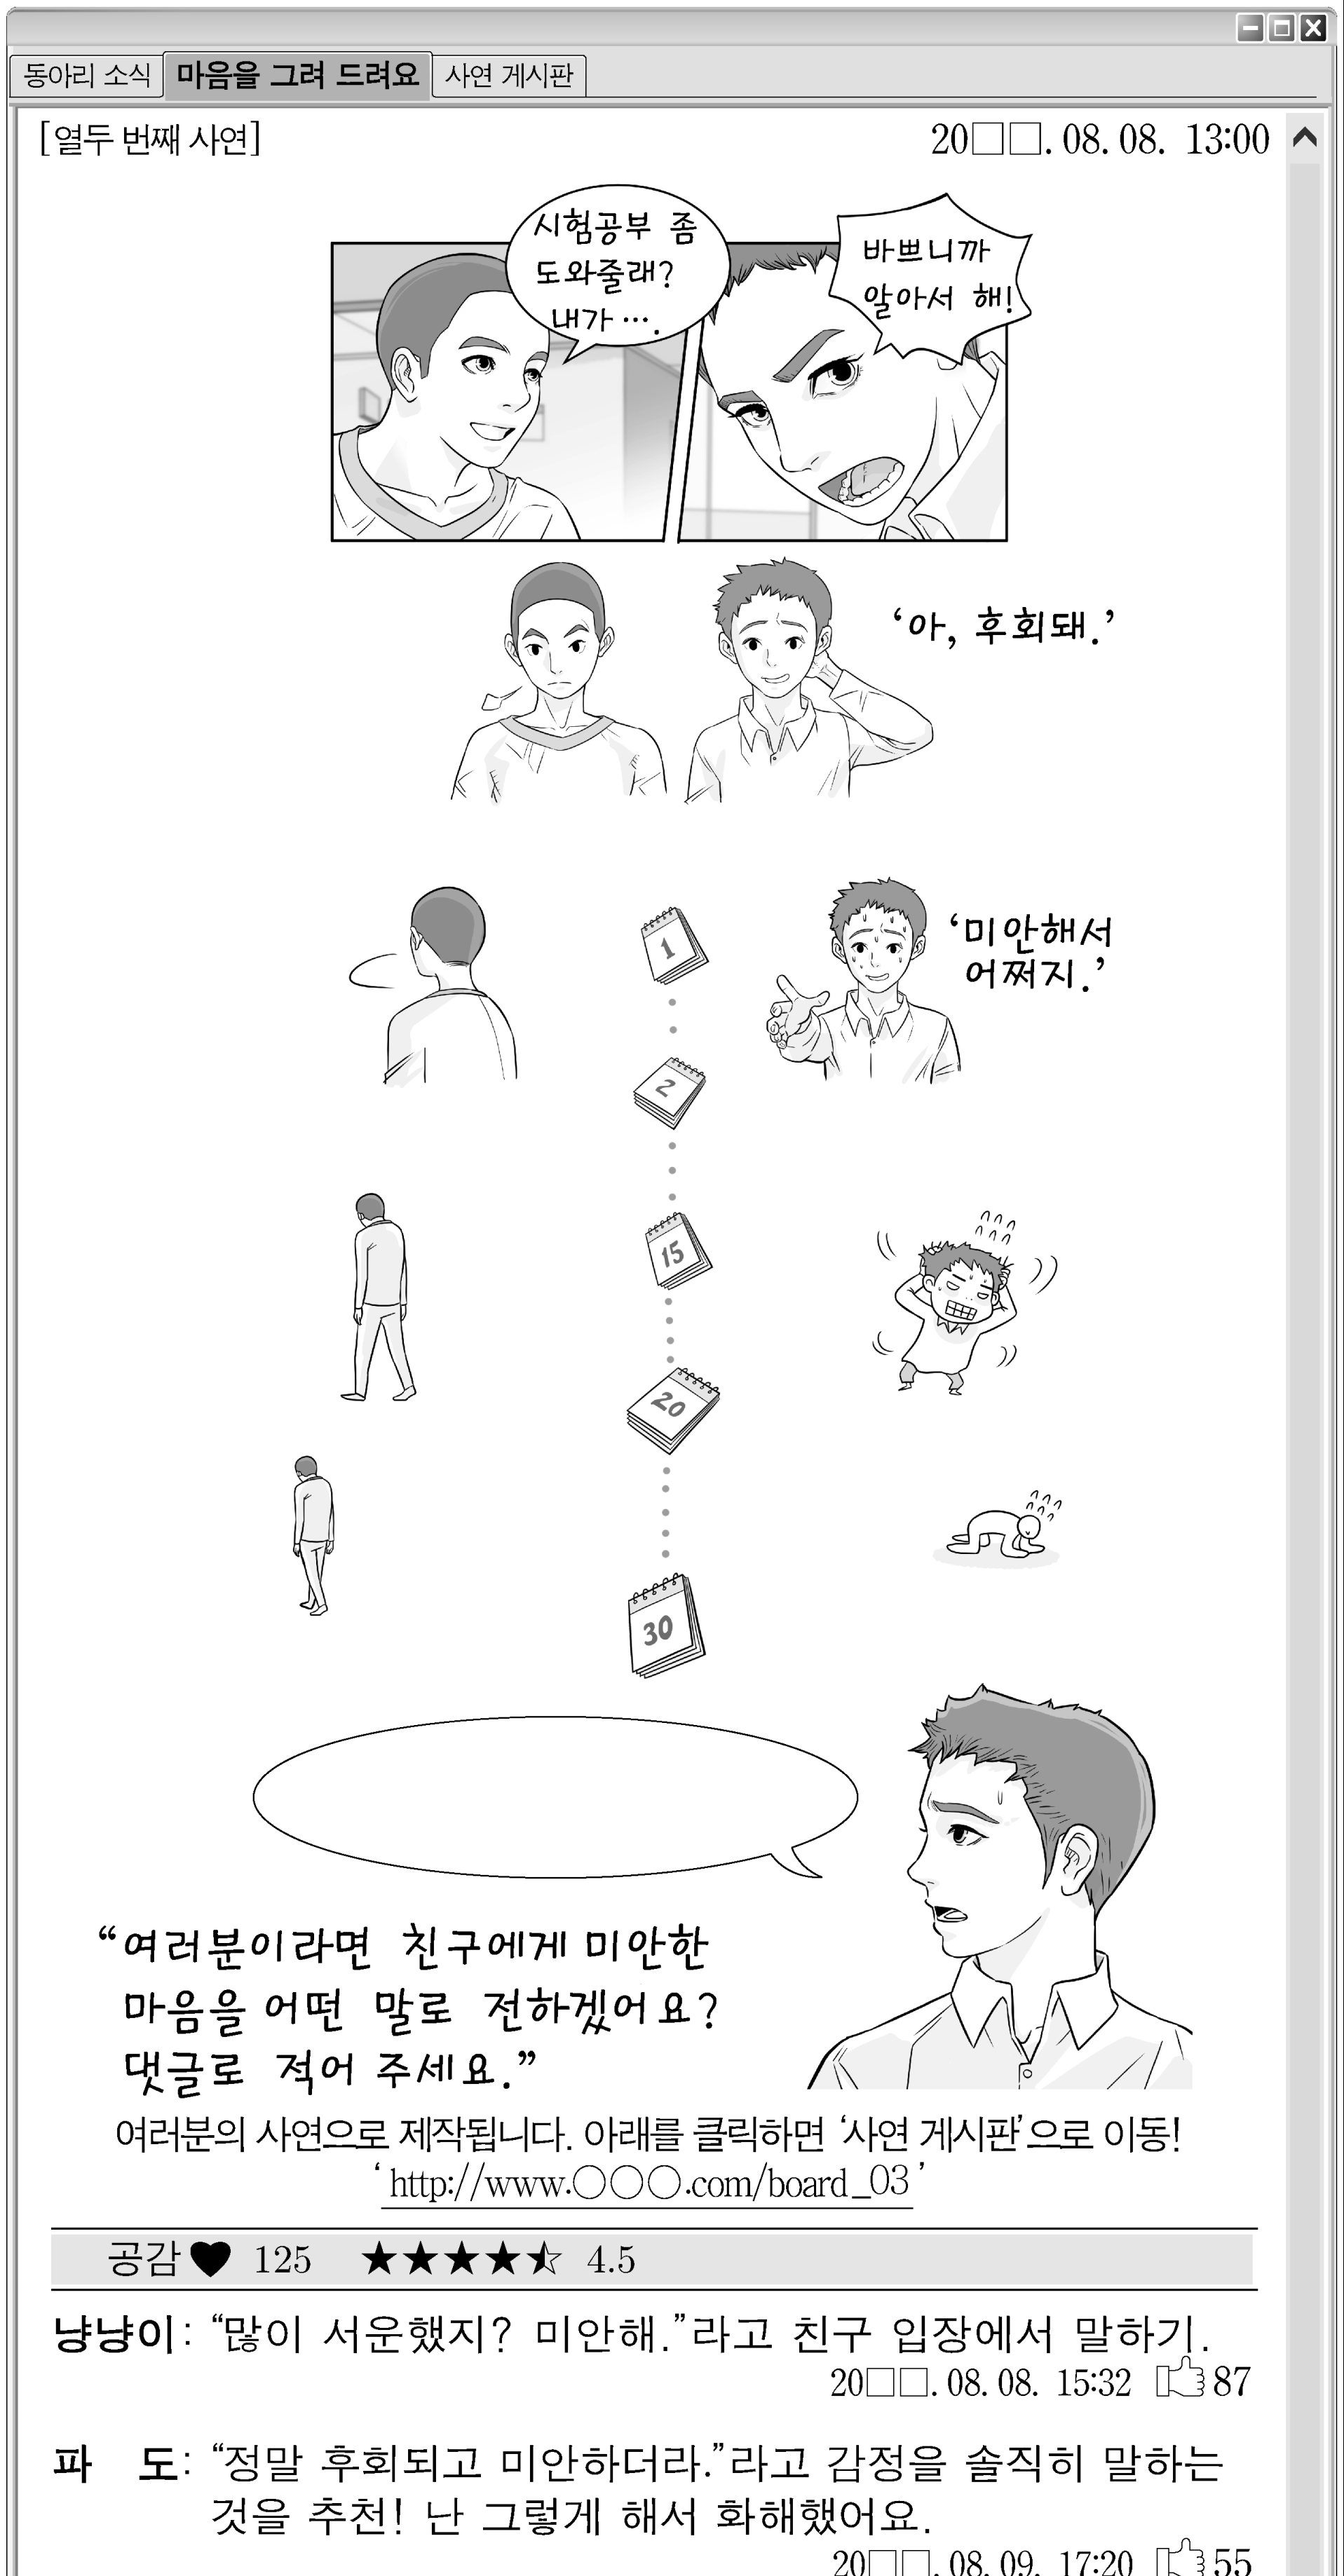 동아리 소식 마음을 그려 드려요 사연 게시판
[열두 번째 사연] 20□□. 08. 08. 13:00
시험공부 좀
도와줄래?
내가 ….
바쁘니까
알아서 해!
‘아, 후회돼.’
1
‘미안해서
어쩌지.’
2
15
20
30
“여러분이라면 친구에게 미안한
마음을 어떤 말로 전하겠어요?
댓글로 적어 주세요.”
여러분의 사연으로 제작됩니다. 아래를 클릭하면 ‘사연 게시판’으로 이동!
‘ http://www.○○○.com/board_03 ’
공감♥ 125 ★★★★⯪ 4.5
냥냥이: “많이 서운했지? 미안해.”라고 친구 입장에서 말하기.
20□□. 08. 08. 15:32 87
파 도: “정말 후회되고 미안하더라.”라고 감정을 솔직히 말하는
것을 추천! 난 그렇게 해서 화해했어요.
20□□. 08. 09. 17:20 55